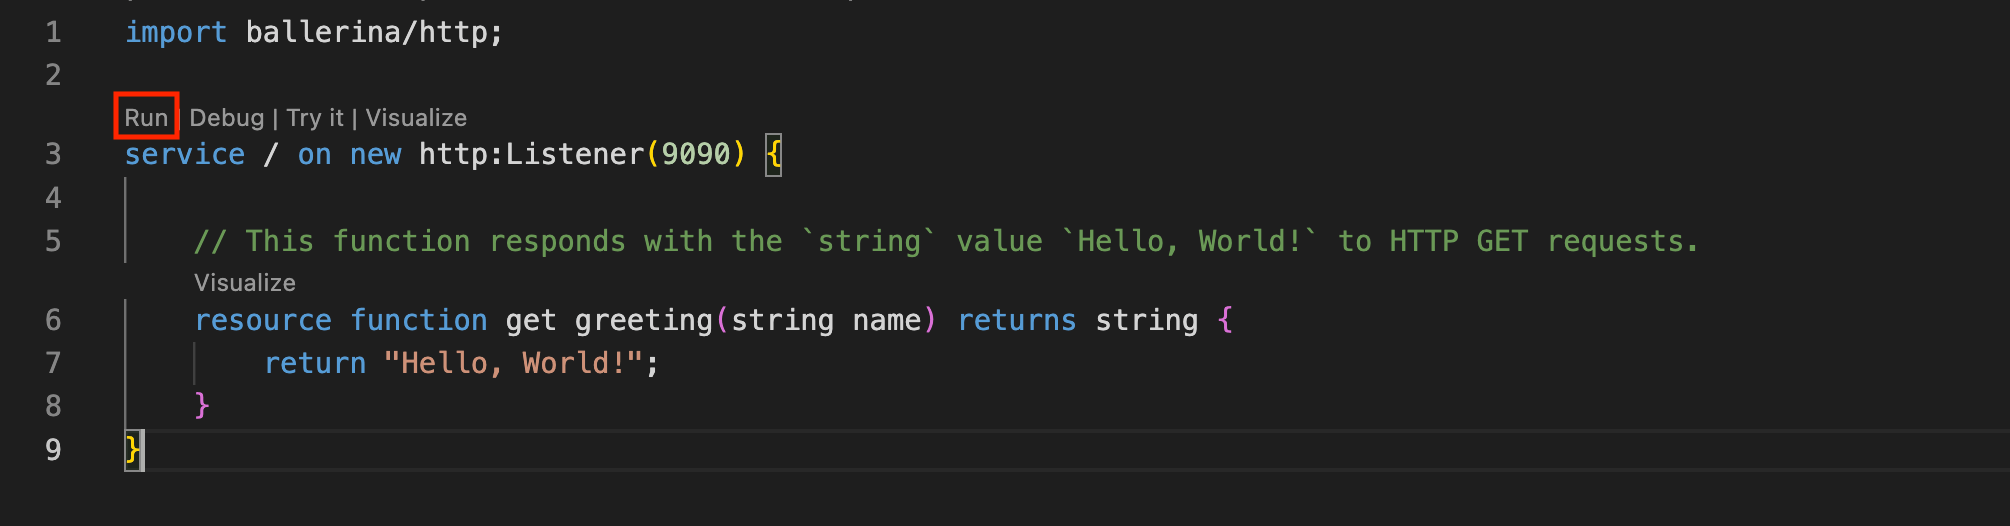 1 import ballerina/http;
2
Run | Debug | Try it | Visualize
3 service / on new http:Listener(9090) {
4
5 // This function responds with the `string` value `Hello, World!` to HTTP GET requests.
Visualize
6 resource function get greeting(string name) returns string {
7 return "Hello, World!";
8 }
9 }